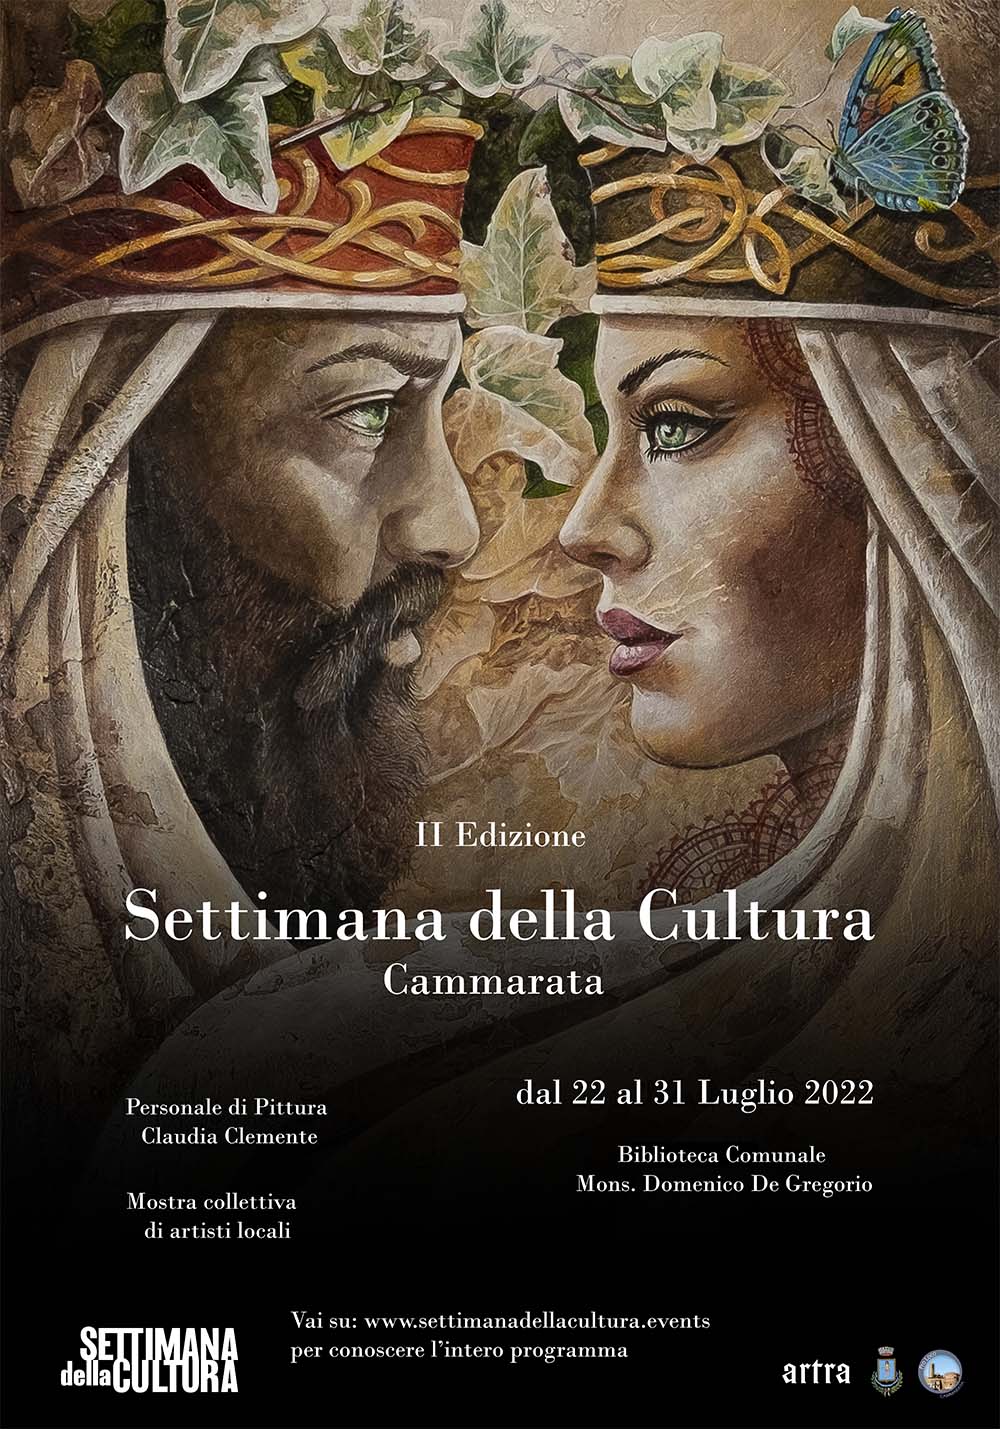 II Edizione
Settimana della Cultura
Cammarata
dal 22 al 31 Luglio 2022
Personale di Pittura
Claudia Clemente
Biblioteca Comunale
Mons. Domenico De Gregorio
Mostra collettiva
di artisti locali
Vai su: www.settimanadellacultura.events
per conoscere l'intero programma
SETTIMANA
dellaCULTURA
artra